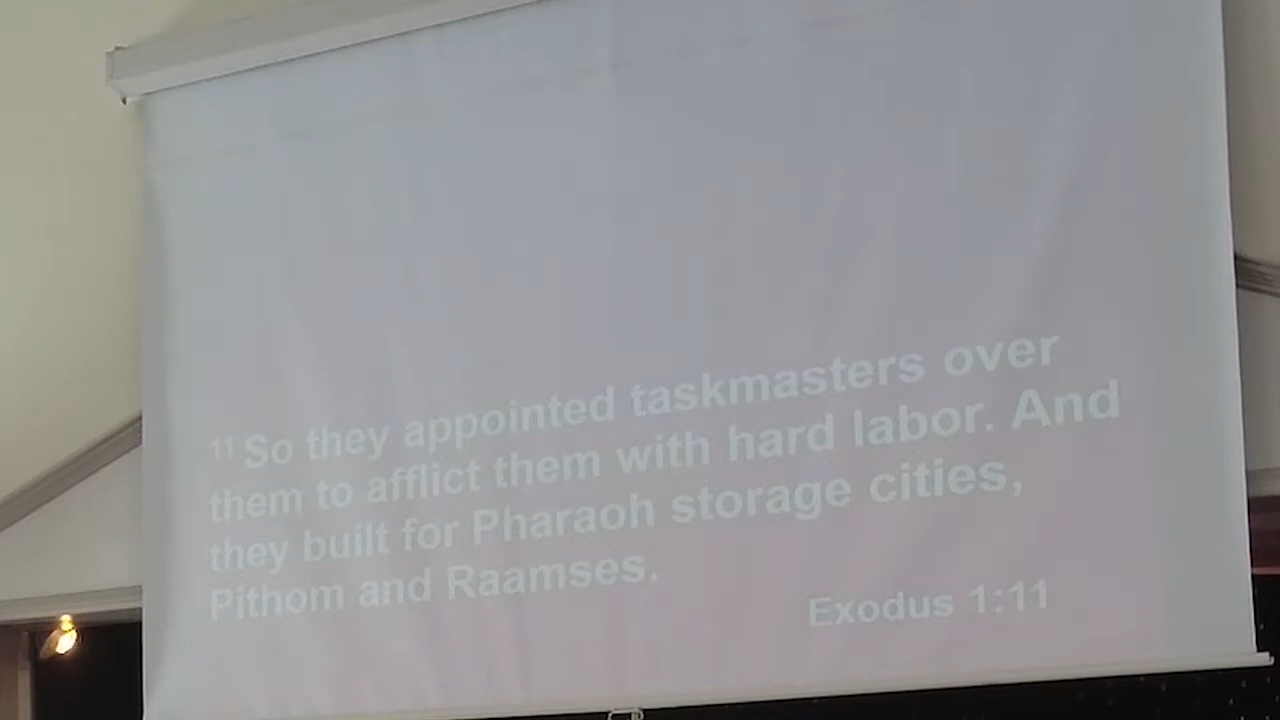 11 So they appointed taskmasters over
them to afflict them with hard labor. And
they built for Pharaoh storage cities,
Pithom and Raamses.
Exodus 1:11